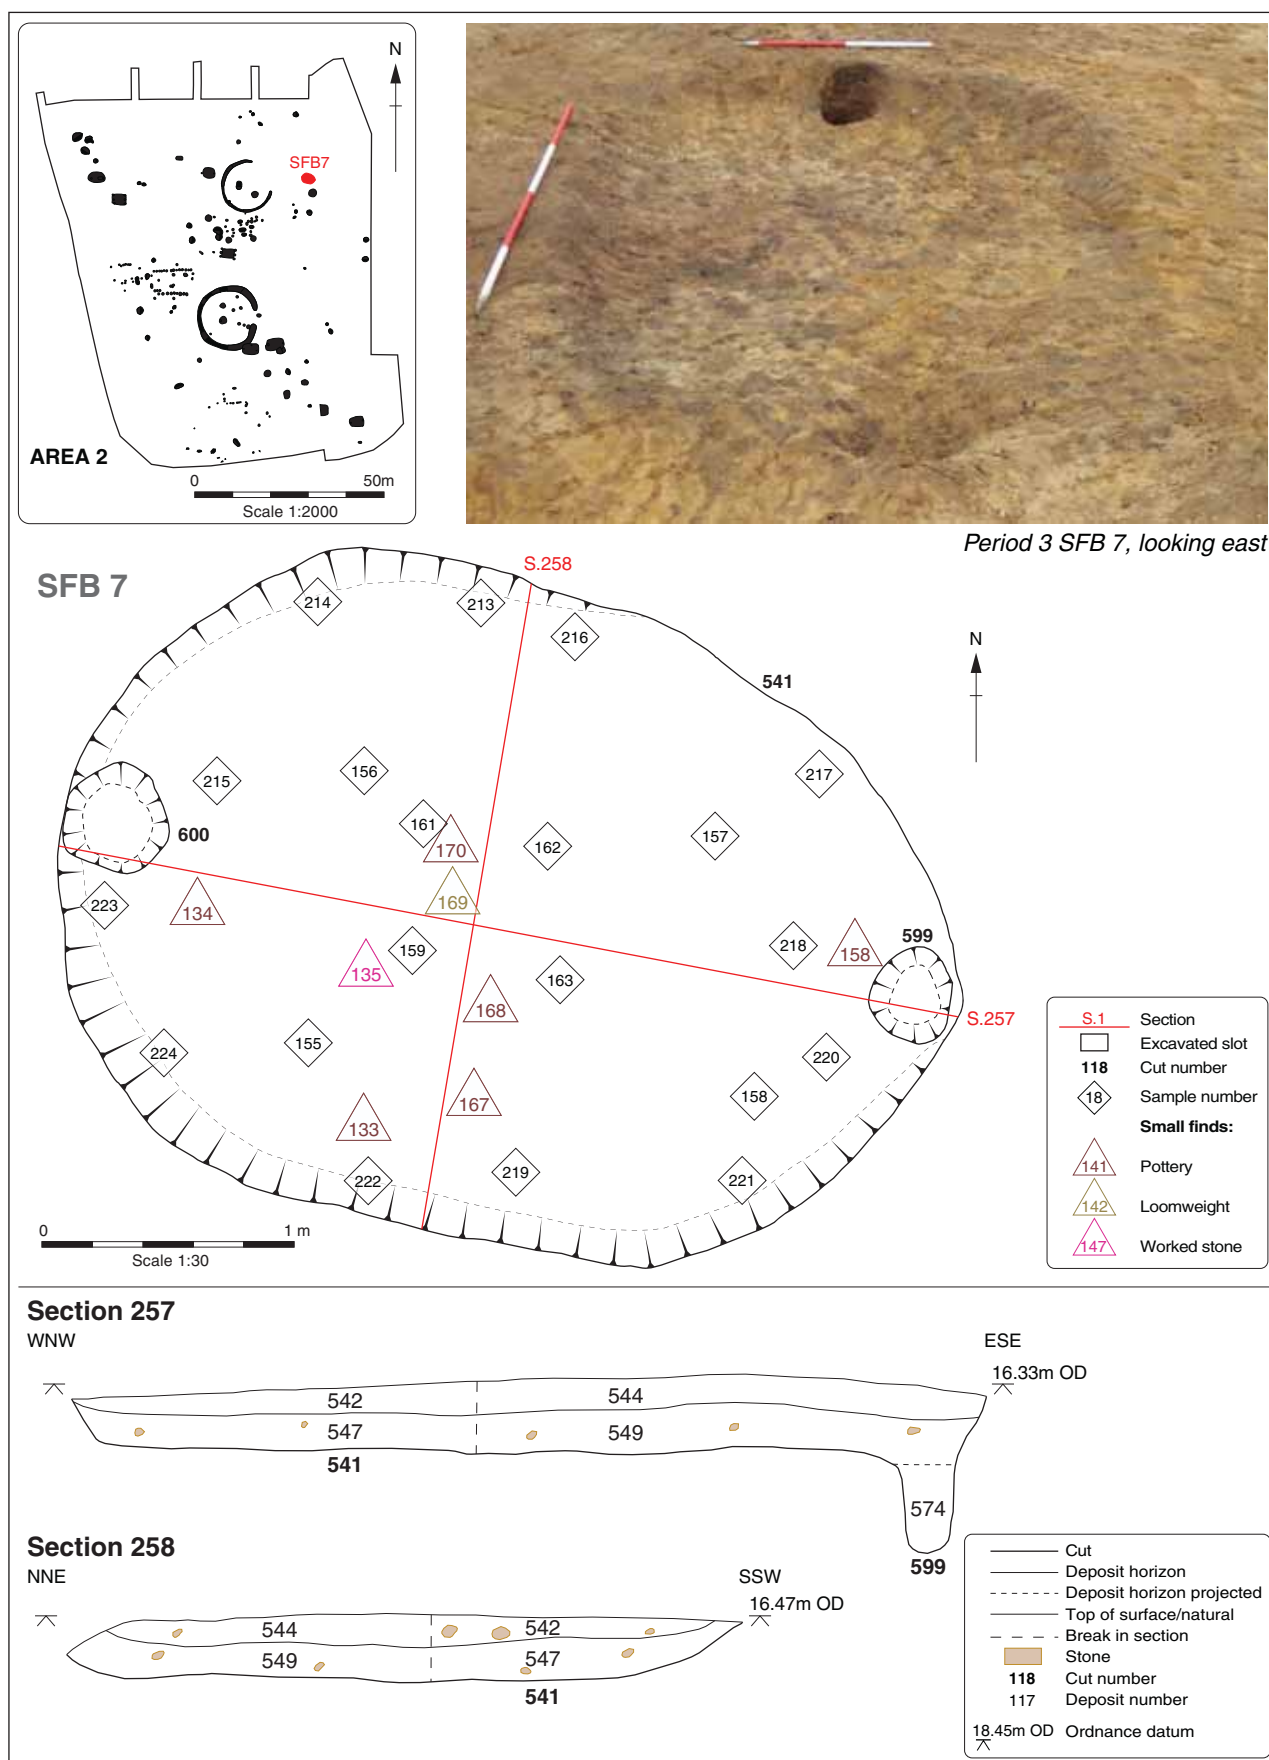 N
SFB7
AREA 2
0 50m
Scale 1:2000
Period 3 SFB 7, looking east
SFB 7
S.258
214
213
216
541
N
215
156
217
161
157
600
170
162
169
223
134
218
158
599
159
135
163
168
S.257
155
224
220
158
167
133
219
222
221
0 1 m
Scale 1:30
S.1 Section
Excavated slot
118 Cut number
18 Sample number
Small finds:
141 Pottery
142 Loomweight
147 Worked stone
Section 257
WNW ESE
16.33m OD
542 544
547 549
541
574
599
Section 258
NNE SSW
16.47m OD
544 542
549 547
541
Cut
Deposit horizon
Deposit horizon projected
Top of surface/natural
Break in section
Stone
118 Cut number
117 Deposit number
18.45m OD Ordnance datum